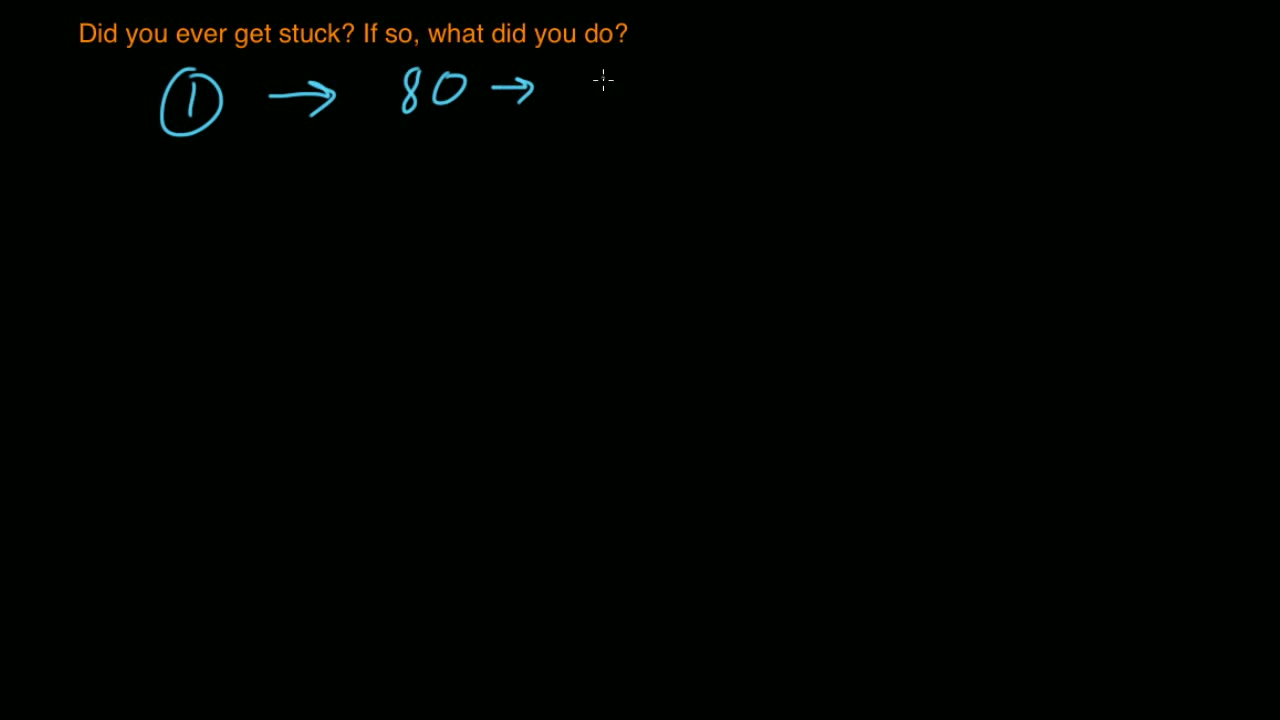 Did you ever get stuck? If so, what did you do?
① → 80 →